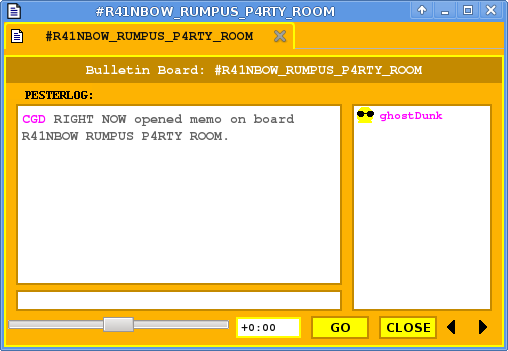 #R41NBOW_RUMPUS_P4RTY_ROOM
#R41NBOW_RUMPUS_P4RTY_ROOM
Bulletin Board: #R41NBOW_RUMPUS_P4RTY_ROOM
PESTERLOG:
CGD RIGHT NOW opened memo on board
R41NBOW RUMPUS P4RTY ROOM.
ghostDunk
+0:00
GO
CLOSE